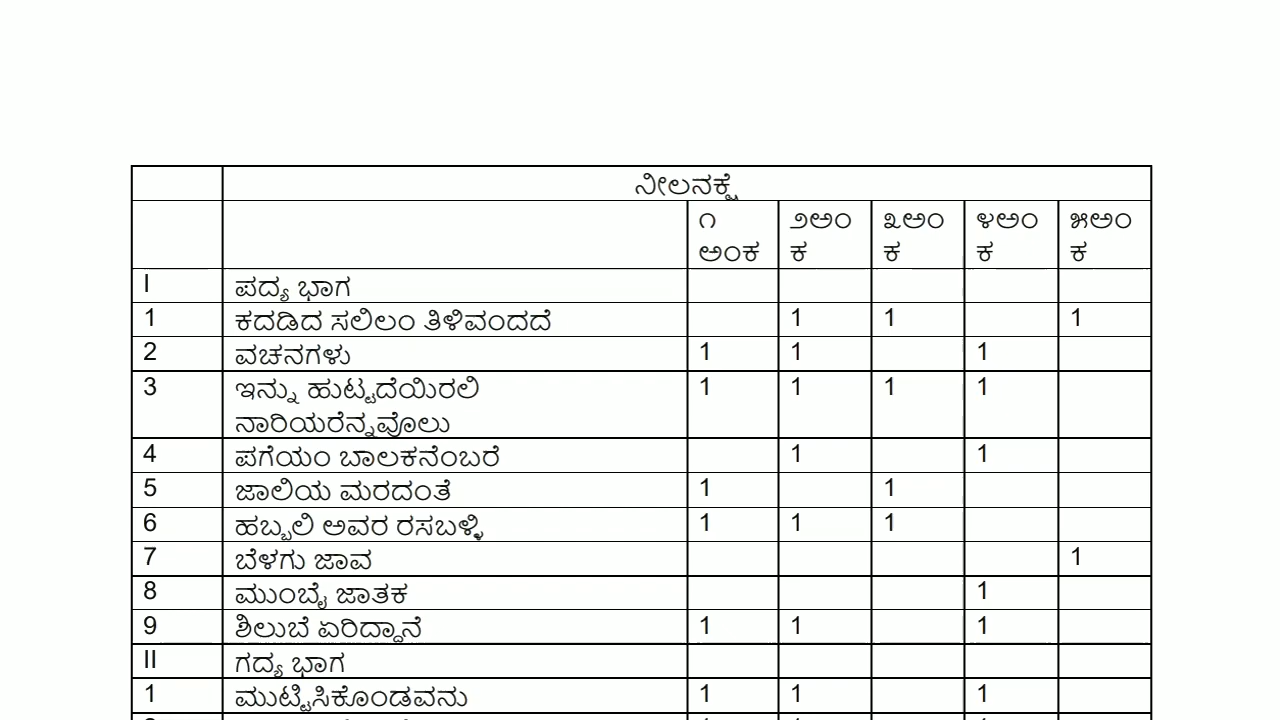 ನೀಲನಕ್ಷೆ
೧ ೨ಅಂ ೩ಅಂ ೪ಅಂ ೫ಅಂ
ಅಂಕ ಕ ಕ ಕ ಕ
I ಪದ್ಯ ಭಾಗ
1 ಕದಡಿದ ಸಲಿಲಂ ತಿಳಿವಂದದೆ 1 1 1
2 ವಚನಗಳು 1 1 1
3 ಇನ್ನು ಹುಟ್ಟದೆಯಿರಲಿ 1 1 1 1
ನಾರಿಯರೆನ್ನವೊಲು
4 ಪಗೆಯಂ ಬಾಲಕನೆಂಬರೆ 1 1
5 ಜಾಲಿಯ ಮರದಂತೆ 1 1
6 ಹಬ್ಬಲಿ ಅವರ ರಸಬಳ್ಳಿ 1 1 1
7 ಬೆಳಗು ಜಾವ 1
8 ಮುಂಬೈ ಜಾತಕ 1
9 ಶಿಲುಬೆ ಏರಿದ್ದಾನೆ 1 1 1
II ಗದ್ಯ ಭಾಗ
1 ಮುಟ್ಟಿಸಿಕೊಂಡವನು 1 1 1